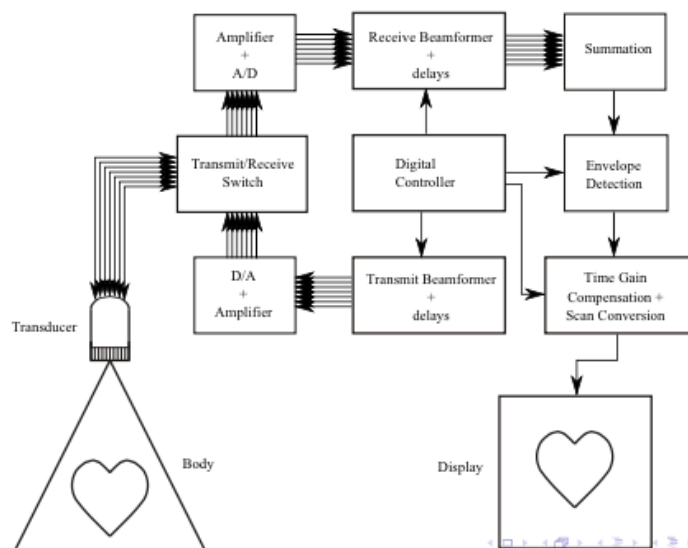 Amplifier
+
A/D
Receive Beamformer
+
delays
Summation
Transmit/Receive
Switch
Digital
Controller
Envelope
Detection
D/A
+
Amplifier
Transmit Beamformer
+
delays
Time Gain
Compensation +
Scan Conversion
Transducer
Body
Display